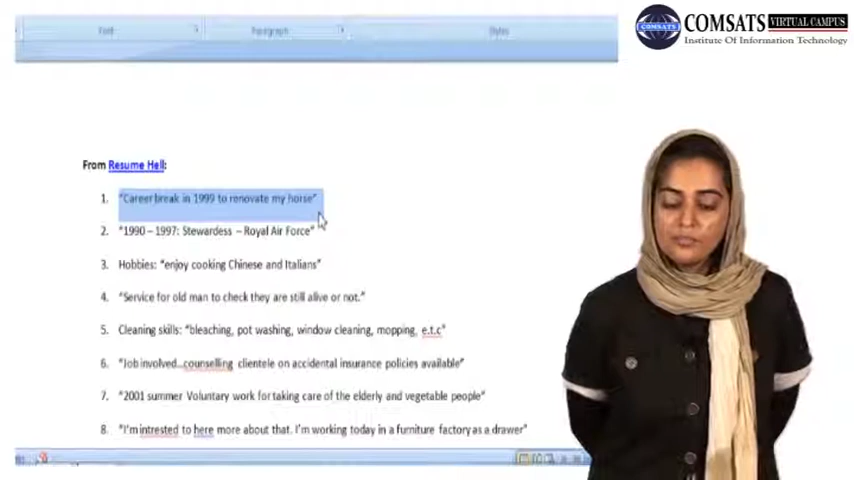 COMSATS VIRTUAL CAMPUS
Institute Of Information Technology
Font Paragraph Styles
From Resume Hell:
1. "Career break in 1999 to renovate my horse"
2. "1990 – 1997: Stewardess – Royal Air Force"
3. Hobbies: "enjoy cooking Chinese and Italians"
4. "Service for old man to check they are still alive or not."
5. Cleaning skills: "bleaching, pot washing, window cleaning, mopping, e.t.c"
6. "Job involved...counselling clientele on accidental insurance policies available"
7. "2001 summer Voluntary work for taking care of the elderly and vegetable people"
8. "I'm intrested to here more about that. I'm working today in a furniture factory as a drawer"